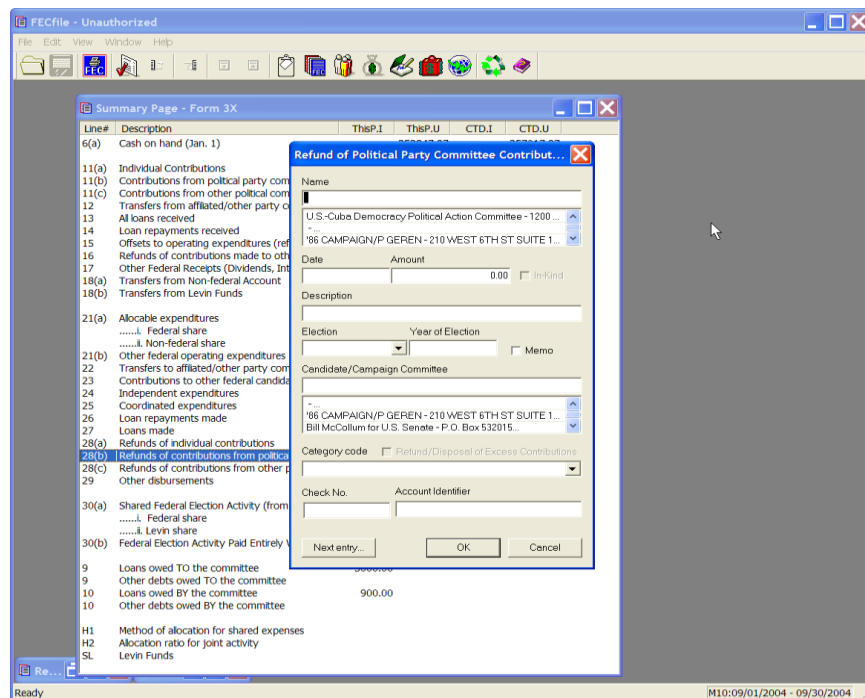 FECfile - Unauthorized
File Edit View Window Help
FEC
Summary Page - Form 3X
Line# Description ThisP.I ThisP.U CTD.I CTD.U
6(a) Cash on hand (Jan. 1)
11(a) Individual Contributions
11(b) Contributions from political party com
11(c) Contributions from other political com
12 Transfers from affiliated/other party c
13 All loans received
14 Loan repayments received
15 Offsets to operating expenditures (ref
16 Refunds of contributions made to oth
17 Other Federal Receipts (Dividends, Int
18(a) Transfers from Non-federal Account
18(b) Transfers from Levin Funds
21(a) Allocable expenditures
......i. Federal share
......ii. Non-federal share
21(b) Other federal operating expenditures
22 Transfers to affiliated/other party com
23 Contributions to other federal candida
24 Independent expenditures
25 Coordinated expenditures
26 Loan repayments made
27 Loans made
28(a) Refunds of individual contributions
28(b) Refunds of contributions from politica
28(c) Refunds of contributions from other p
29 Other disbursements
30(a) Shared Federal Election Activity (from
......i. Federal share
......ii. Levin share
30(b) Federal Election Activity Paid Entirely
9 Loans owed TO the committee
9 Other debts owed TO the committee
10 Loans owed BY the committee 900.00
10 Other debts owed BY the committee
H1 Method of allocation for shared expenses
H2 Allocation ratio for joint activity
SL Levin Funds
Refund of Political Party Committee Contribut...
Name
U.S.-Cuba Democracy Political Action Committee - 1200 ...
- ...
'86 CAMPAIGN/P GEREN - 210 WEST 6TH ST SUITE 1...
Date Amount
0.00 In-Kind
Description
Election Year of Election
Memo
Candidate/Campaign Committee
- ...
'86 CAMPAIGN/P GEREN - 210 WEST 6TH ST SUITE 1...
Bill McCollum for U.S. Senate - P.O. Box 532015...
Category code Refund/Disposal of Excess Contributions
Check No. Account Identifier
Next entry... OK Cancel
Re...
Ready M10:09/01/2004 - 09/30/2004